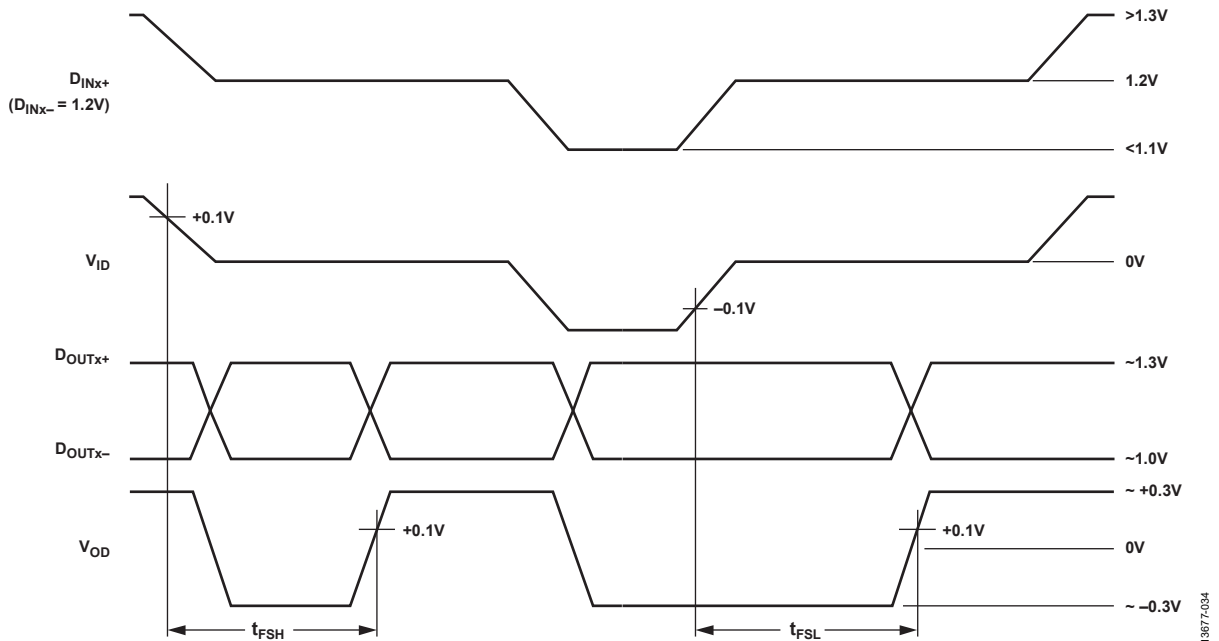 >1.3V
DINx+
(DINx– = 1.2V)
1.2V
<1.1V
+0.1V
VID
0V
–0.1V
DOUTx+
~1.3V
DOUTx–
~1.0V
~ +0.3V
+0.1V
+0.1V
VOD
0V
~ –0.3V
tFSH
tFSL
13677-034